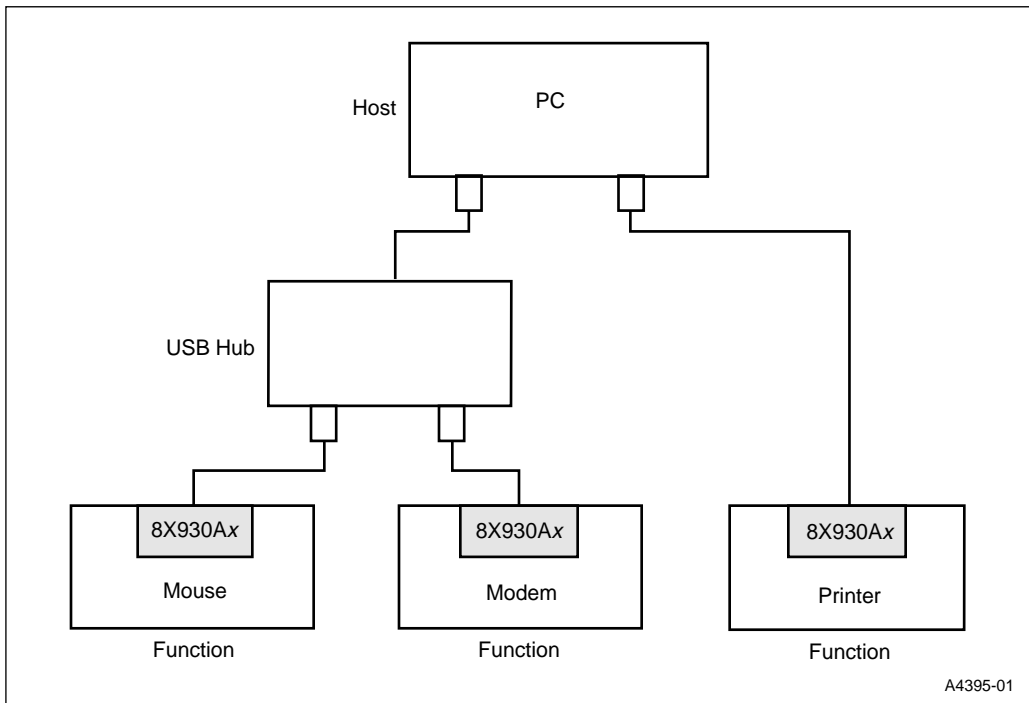 Host
PC
USB Hub
8X930Ax
8X930Ax
8X930Ax
Mouse
Modem
Printer
Function
Function
Function
A4395-01